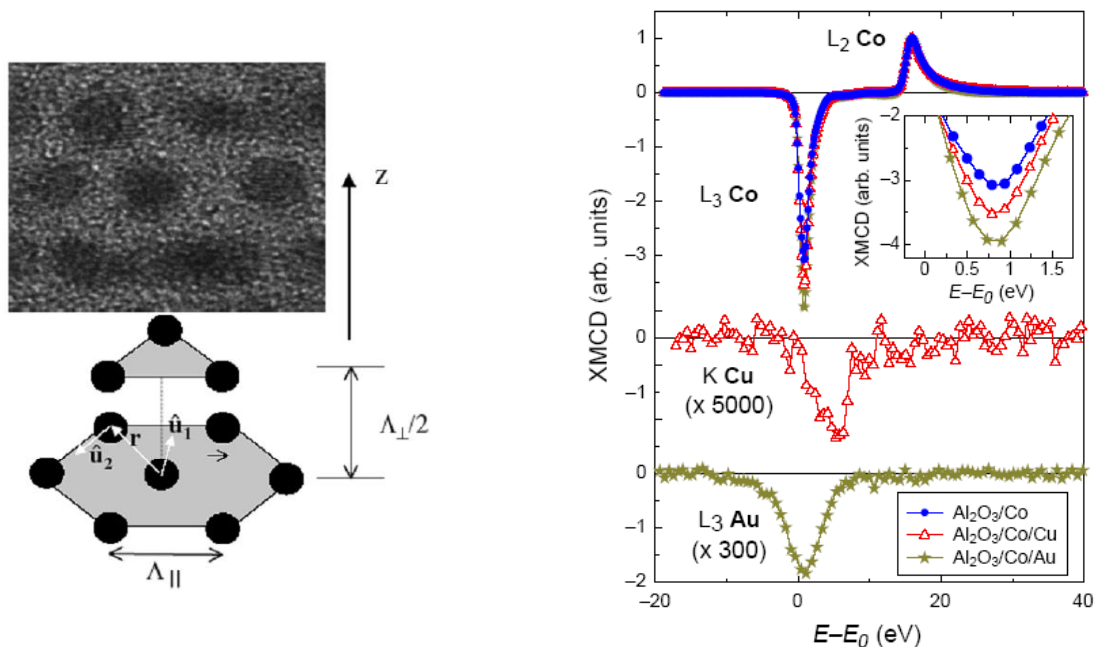 z
Λ⊥/2
û₁
r
û₂
Λ||
L₂ Co
L₃ Co
K Cu
(x 5000)
L₃ Au
(x 300)
XMCD (arb. units)
1
0
−1
−2
−3
0
−1
0
−1
−2
−20
0
20
40
E–E₀ (eV)
XMCD (arb. units)
−2
−3
−4
0
0.5
1
1.5
E–E₀ (eV)
Al₂O₃/Co
Al₂O₃/Co/Cu
Al₂O₃/Co/Au